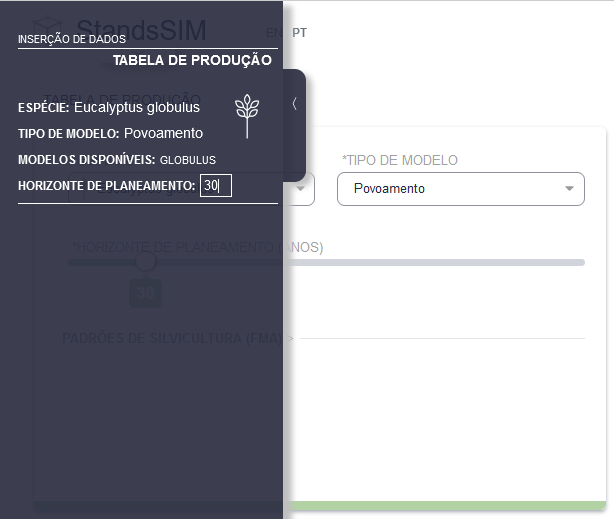 StandsSIM
EN PT
INSERÇÃO DE DADOS
TABELA DE PRODUÇÃO
TABELA DE PRODUÇÃO
ESPÉCIE: Eucalyptus globulus
TIPO DE MODELO: Povoamento
MODELOS DISPONÍVEIS: GLOBULUS
HORIZONTE DE PLANEAMENTO: 30
*TIPO DE MODELO
Povoamento
*HORIZONTE DE PLANEAMENTO (ANOS)
30
PADRÕES DE SILVICULTURA (FMA) >